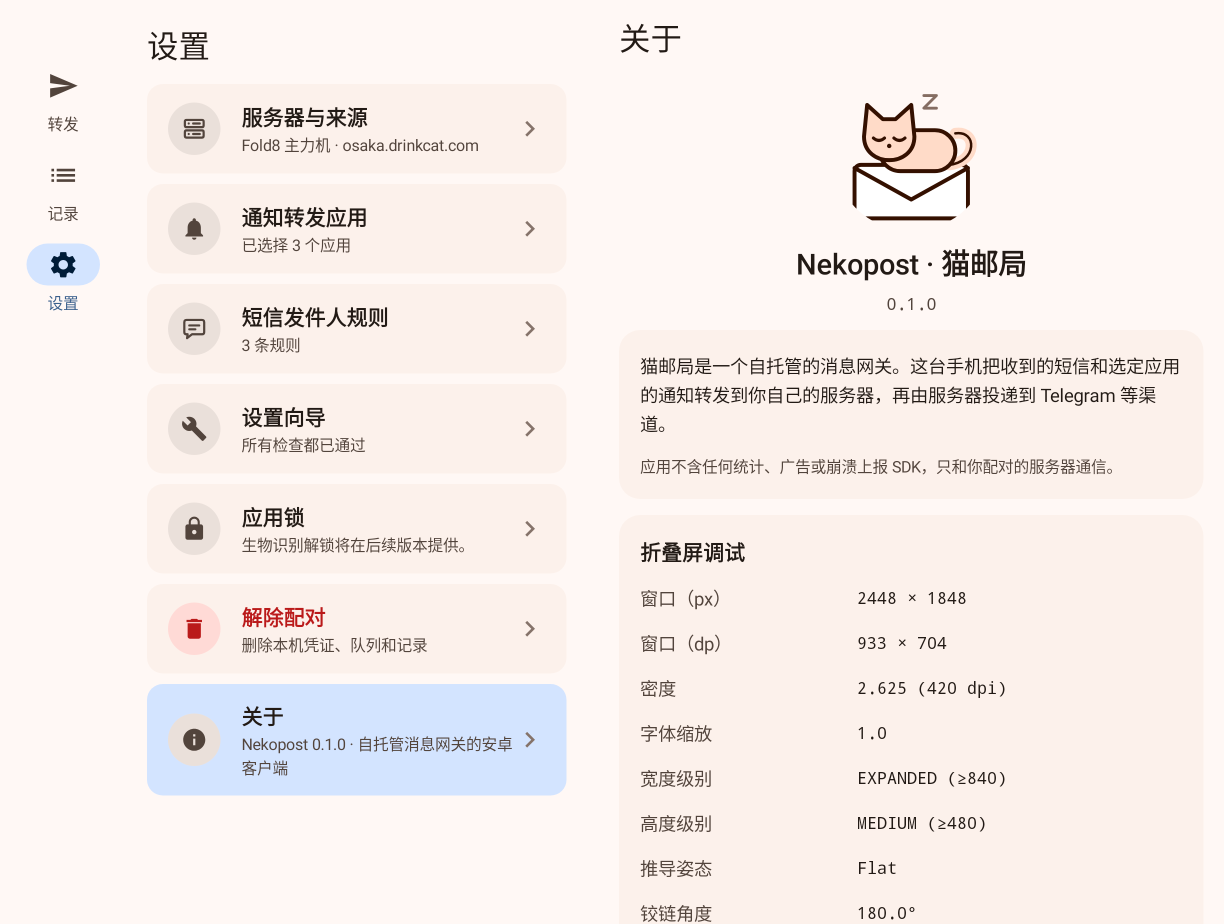 转发
记录
设置
设置
服务器与来源
Fold8 主力机 · osaka.drinkcat.com
通知转发应用
已选择 3 个应用
短信发件人规则
3 条规则
设置向导
所有检查都已通过
应用锁
生物识别解锁将在后续版本提供。
解除配对
删除本机凭证、队列和记录
关于
Nekopost 0.1.0 · 自托管消息网关的安卓
客户端
关于
Z
Nekopost · 猫邮局
0.1.0
猫邮局是一个自托管的消息网关。这台手机把收到的短信和选定应用
的通知转发到你自己的服务器，再由服务器投递到 Telegram 等渠
道。
应用不含任何统计、广告或崩溃上报 SDK，只和你配对的服务器通信。
折叠屏调试
窗口（px） 2448 × 1848
窗口（dp） 933 × 704
密度 2.625 (420 dpi)
字体缩放 1.0
宽度级别 EXPANDED (≥840)
高度级别 MEDIUM (≥480)
推导姿态 Flat
铰链角度 180.0°